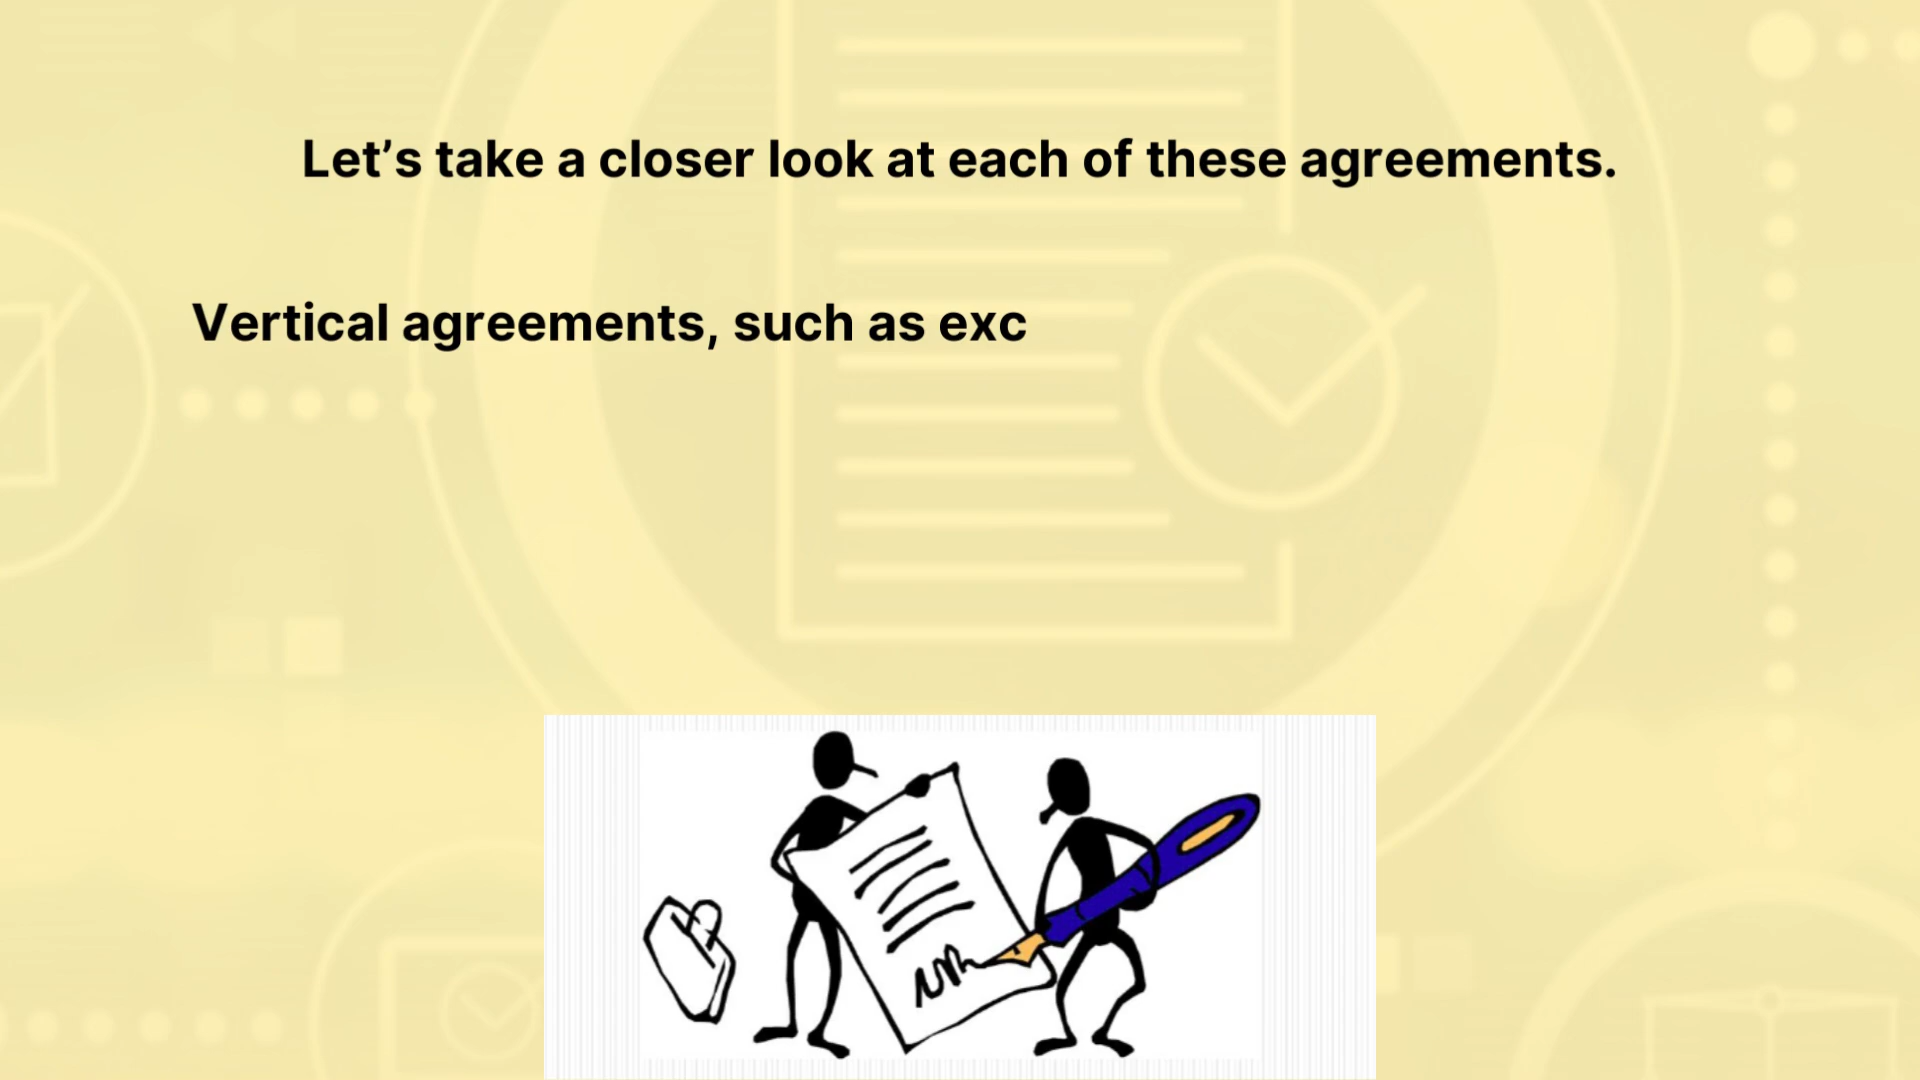 Let’s take a closer look at each of these agreements.
Vertical agreements, such as exc